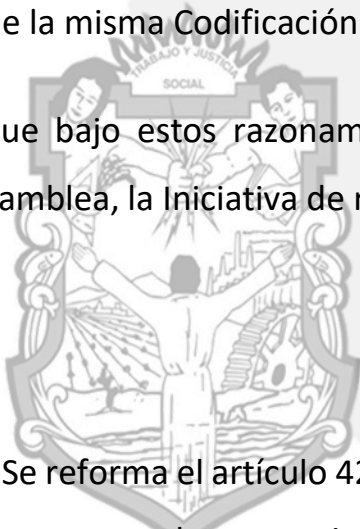 e la misma Codificación
TRABAJO Y JUSTICIA
SOCIAL
ue bajo estos razonam
amblea, la Iniciativa de r
Se reforma el artículo 42